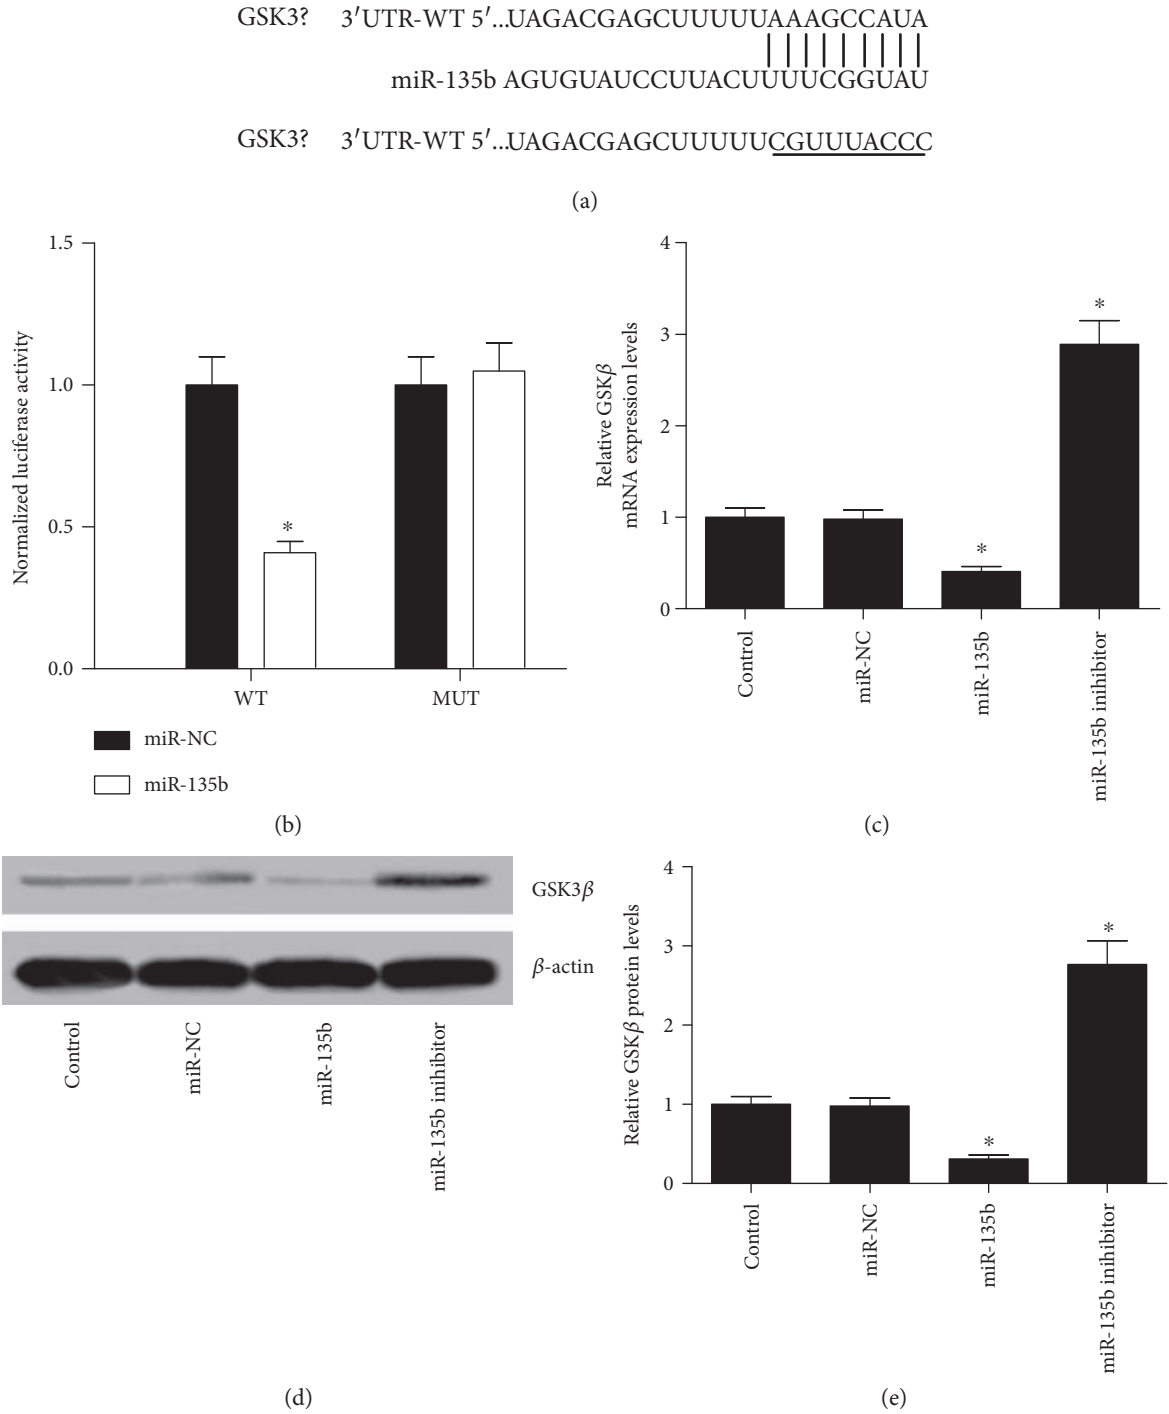 GSK3? 3′UTR-WT 5′...UAGACGAGCUUUUUAAAGCCAUA
miR-135b AGUGUAUCCUUACUUUUCGGUAU
GSK3? 3′UTR-WT 5′...UAGACGAGCUUUUUCGUUUACCC
(a)
1.5
1.0
0.5
0.0
Normalized luciferase activity
*
WT
MUT
miR-NC
miR-135b
(b)
4
3
2
1
0
Relative GSKβ
mRNA expression levels
*
*
Control
miR-NC
miR-135b
miR-135b inihibitor
(c)
GSK3β
β-actin
Control
miR-NC
miR-135b
miR-135b inihibitor
(d)
4
3
2
1
0
Relative GSKβ protein levels
*
*
Control
miR-NC
miR-135b
miR-135b inihibitor
(e)